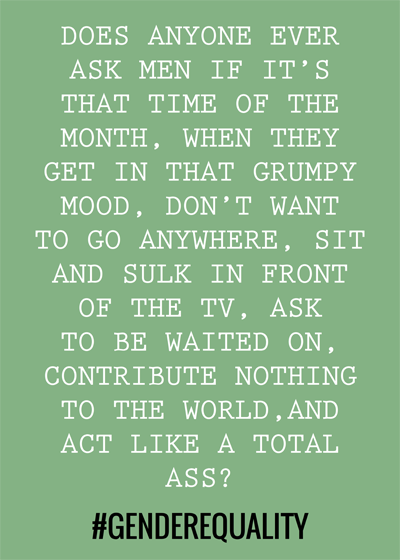 DOES ANYONE EVER
ASK MEN IF IT’S
THAT TIME OF THE
MONTH, WHEN THEY
GET IN THAT GRUMPY
MOOD, DON’T WANT
TO GO ANYWHERE, SIT
AND SULK IN FRONT
OF THE TV, ASK
TO BE WAITED ON,
CONTRIBUTE NOTHING
TO THE WORLD,AND
ACT LIKE A TOTAL
ASS?
#GENDEREQUALITY